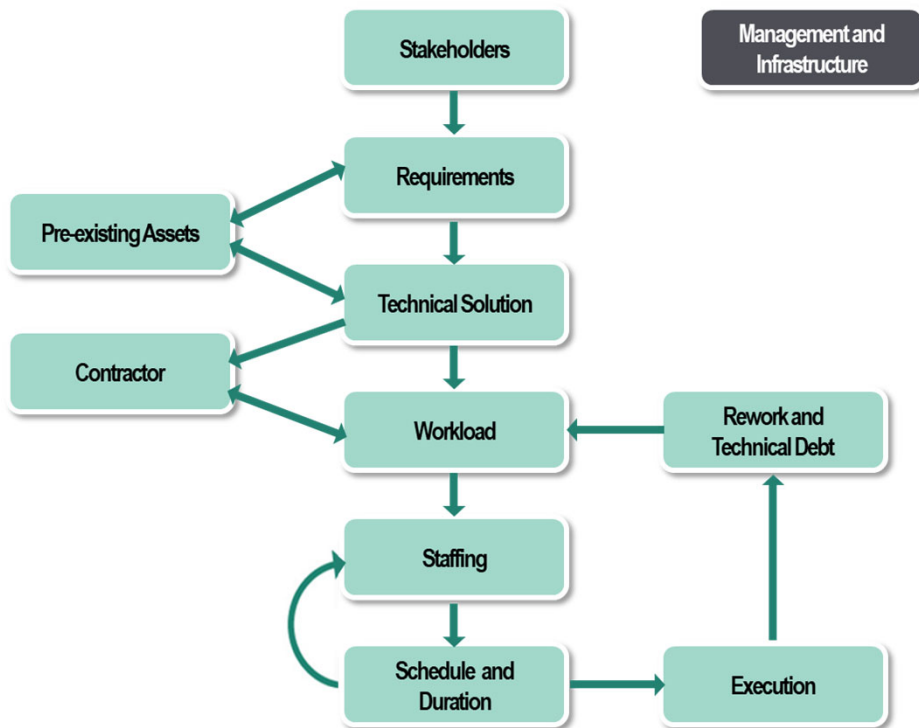 Stakeholders
Management and
Infrastructure
Requirements
Pre-existing Assets
Technical Solution
Contractor
Workload
Rework and
Technical Debt
Staffing
Schedule and
Duration
Execution